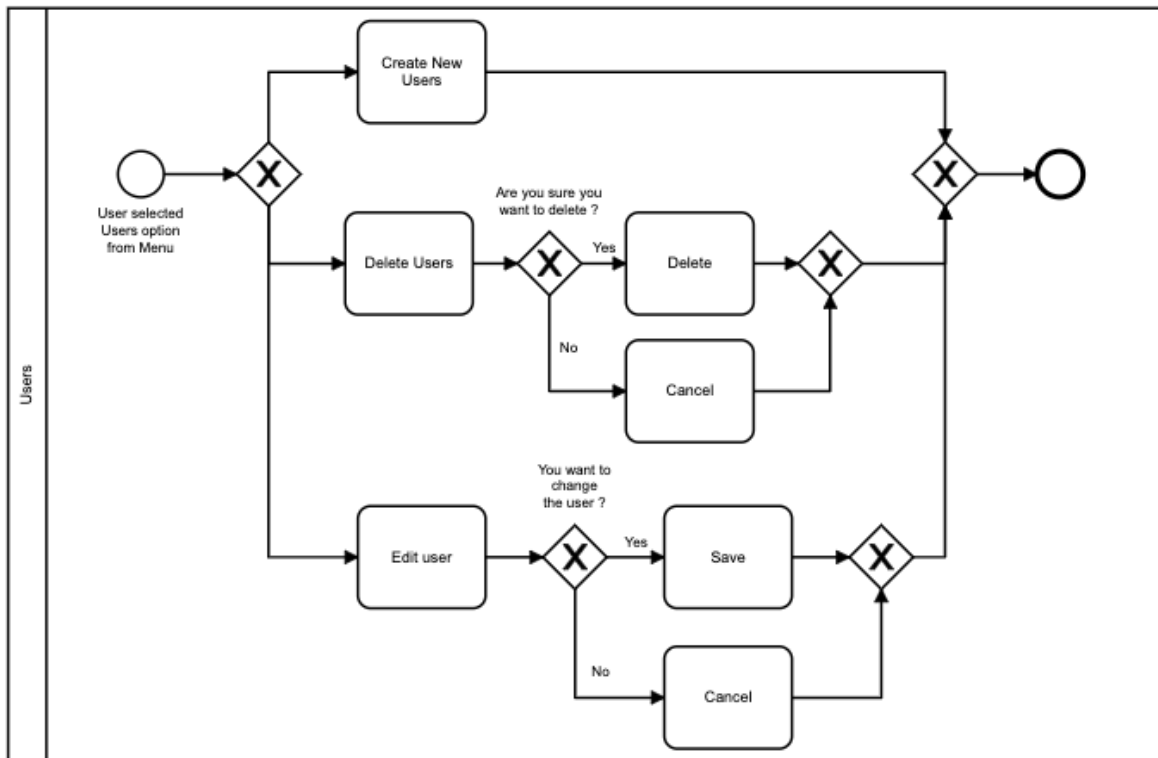 Users
Create New
Users
User selected
Users option
from Menu
Are you sure you
want to delete ?
Delete Users
Yes
Delete
No
Cancel
You want to
change
the user ?
Edit user
Yes
Save
No
Cancel